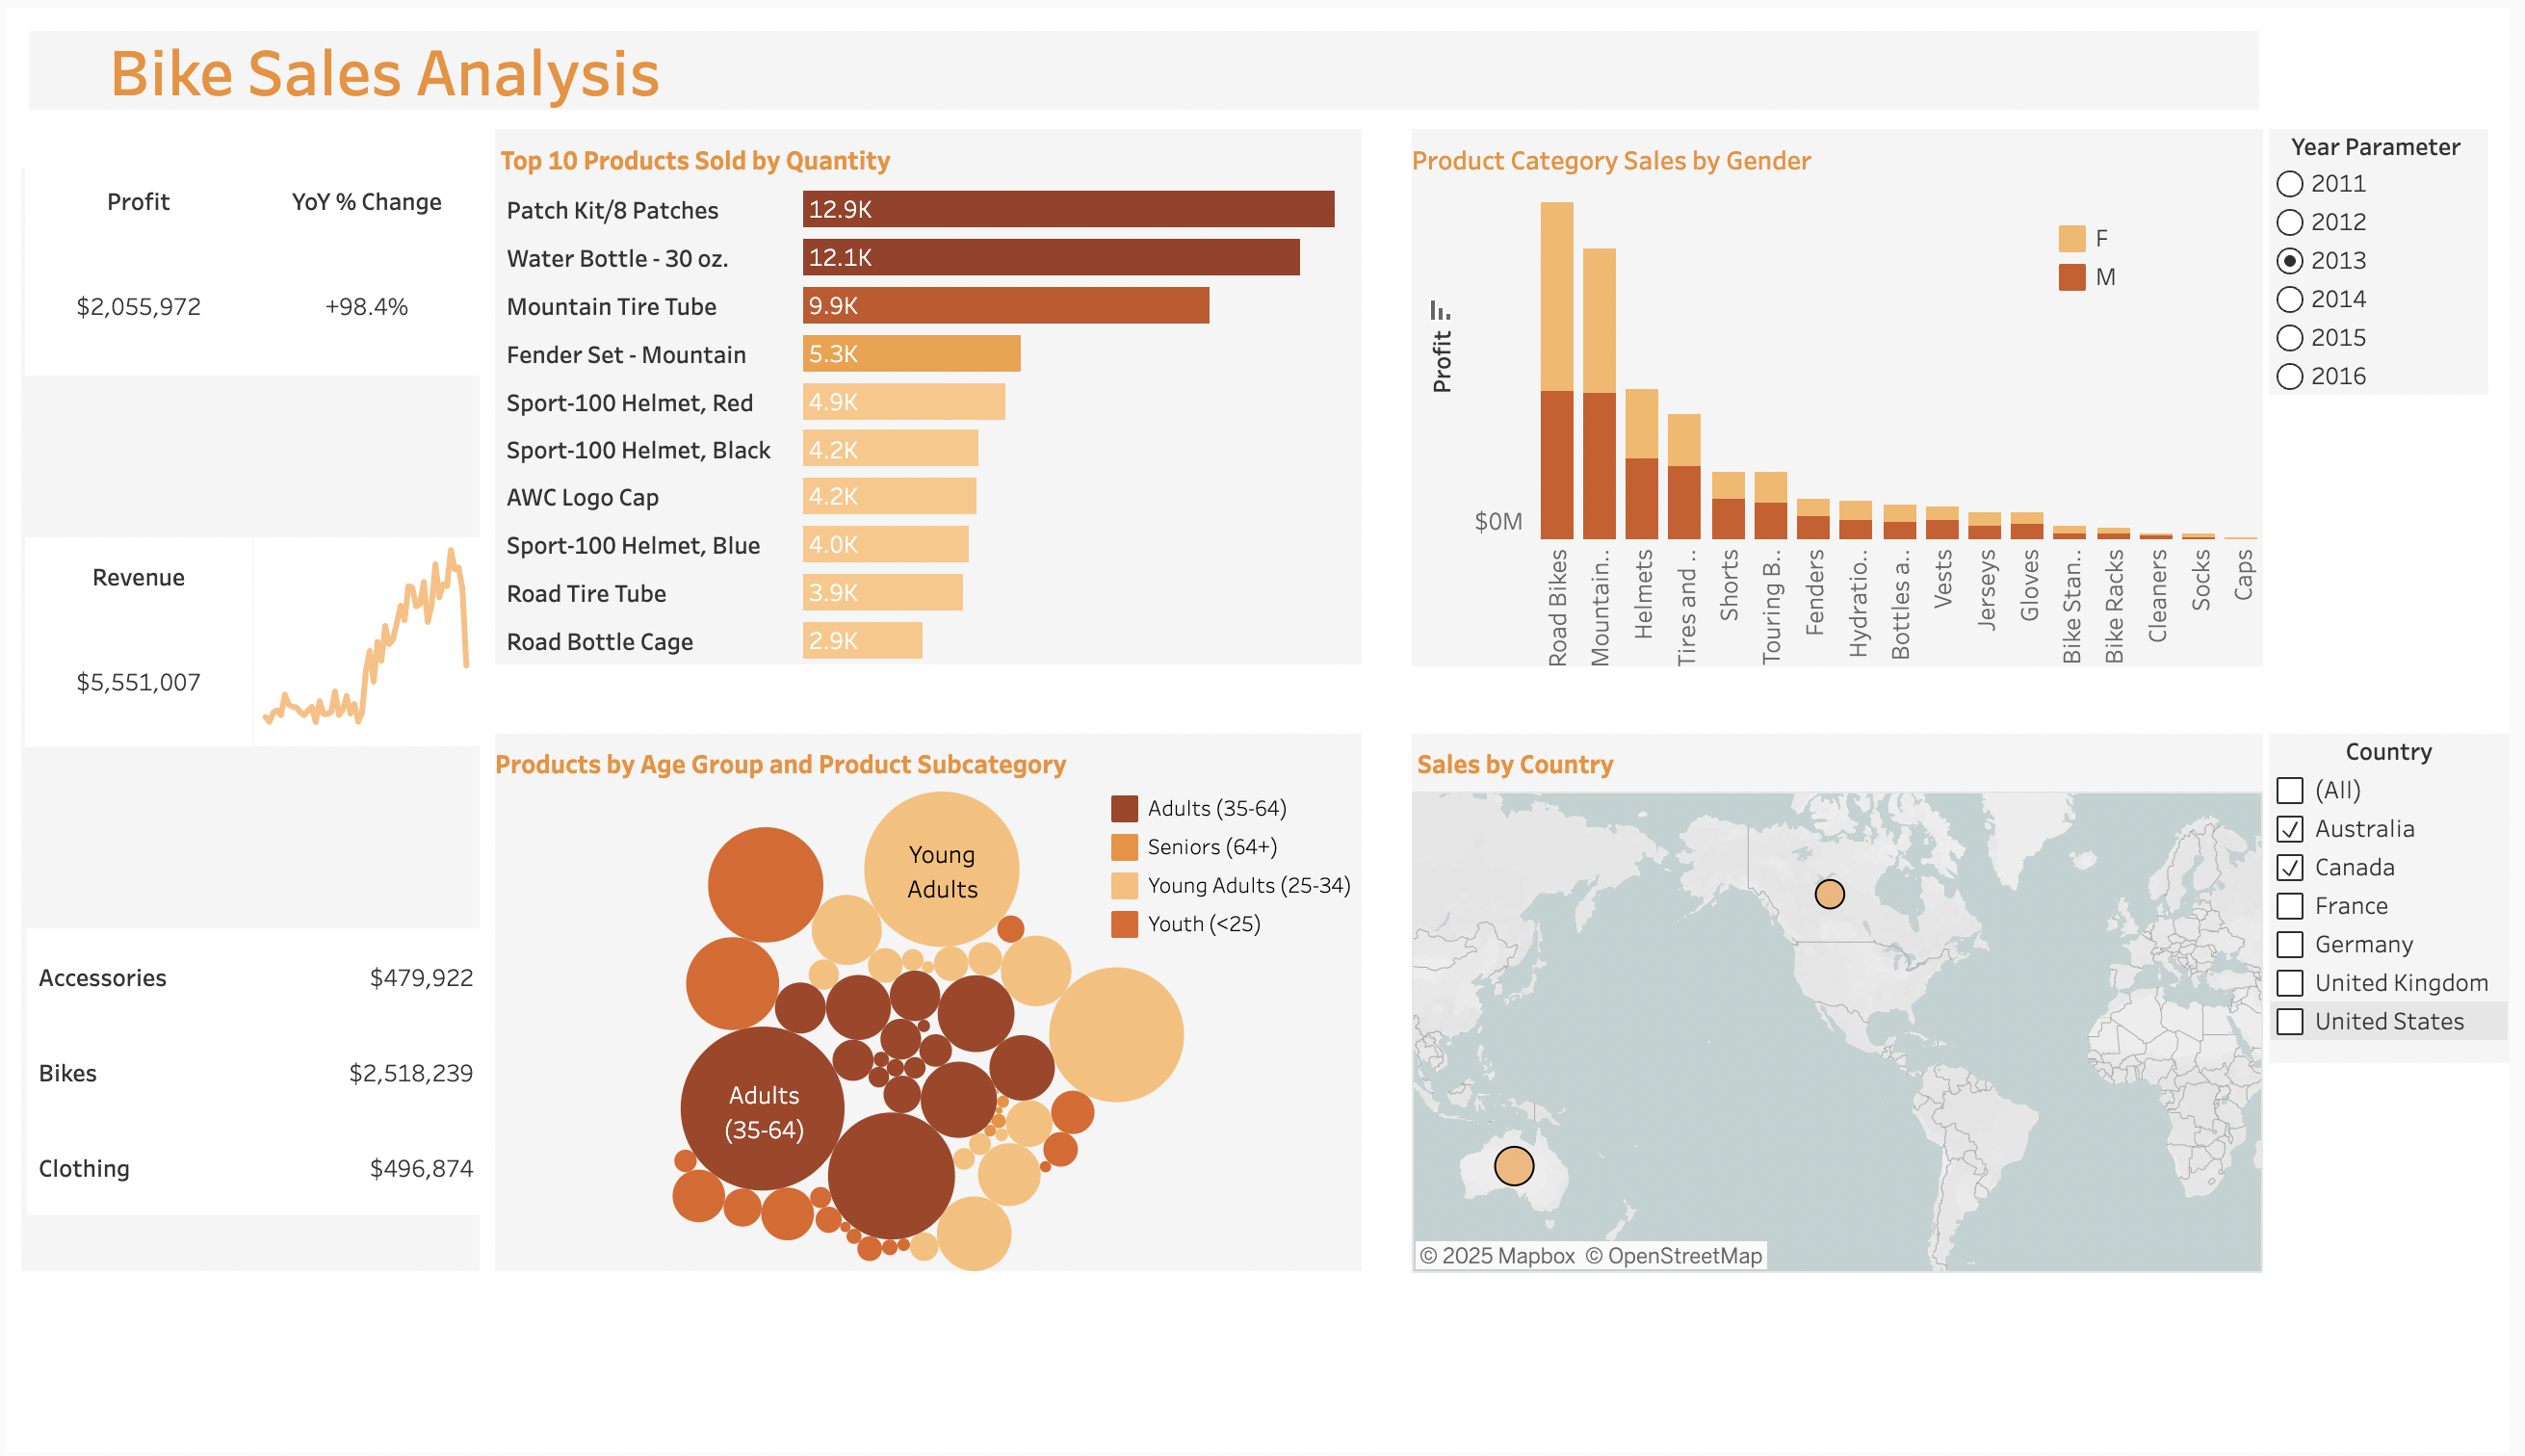 Bike Sales Analysis
Profit
YoY % Change
$2,055,972
+98.4%
Revenue
$5,551,007
Accessories
$479,922
Bikes
$2,518,239
Clothing
$496,874
Top 10 Products Sold by Quantity
Patch Kit/8 Patches
12.9K
Water Bottle - 30 oz.
12.1K
Mountain Tire Tube
9.9K
Fender Set - Mountain
5.3K
Sport-100 Helmet, Red
4.9K
Sport-100 Helmet, Black
4.2K
AWC Logo Cap
4.2K
Sport-100 Helmet, Blue
4.0K
Road Tire Tube
3.9K
Road Bottle Cage
2.9K
Product Category Sales by Gender
F
M
Profit
$0M
Road Bikes
Mountain..
Helmets
Tires and ..
Shorts
Touring B..
Fenders
Hydratio..
Bottles a..
Vests
Jerseys
Gloves
Bike Stan..
Bike Racks
Cleaners
Socks
Caps
Year Parameter
2011
2012
2013
2014
2015
2016
Products by Age Group and Product Subcategory
Adults (35-64)
Seniors (64+)
Young Adults (25-34)
Youth (<25)
Young
Adults
Adults
(35-64)
Sales by Country
© 2025 Mapbox © OpenStreetMap
Country
(All)
Australia
Canada
France
Germany
United Kingdom
United States